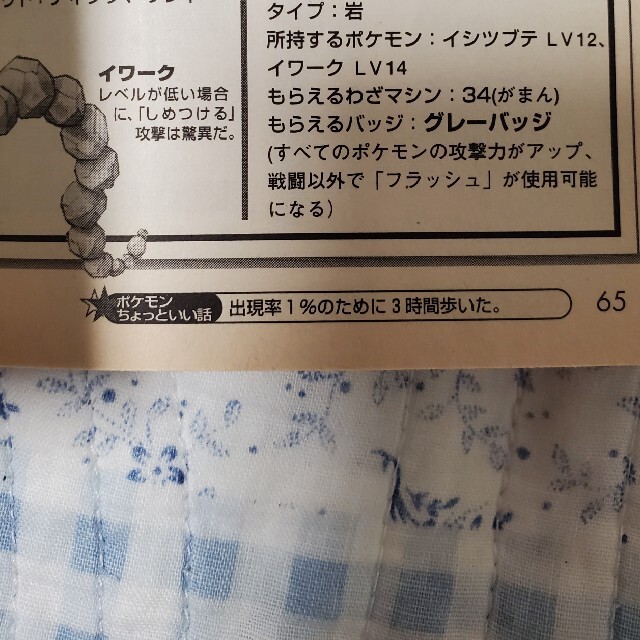 タイプ：岩
所持するポケモン：イシツブテ LV12、
イワーク LV14
もらえるわざマシン：34(がまん)
もらえるバッジ：グレーバッジ
(すべてのポケモンの攻撃力がアップ、
戦闘以外で「フラッシュ」が使用可能
になる)
イワーク
レベルが低い場合
に、「しめつける」
攻撃は驚異だ。
ポケモン
ちょっといい話
出現率1％のために3時間歩いた。
65